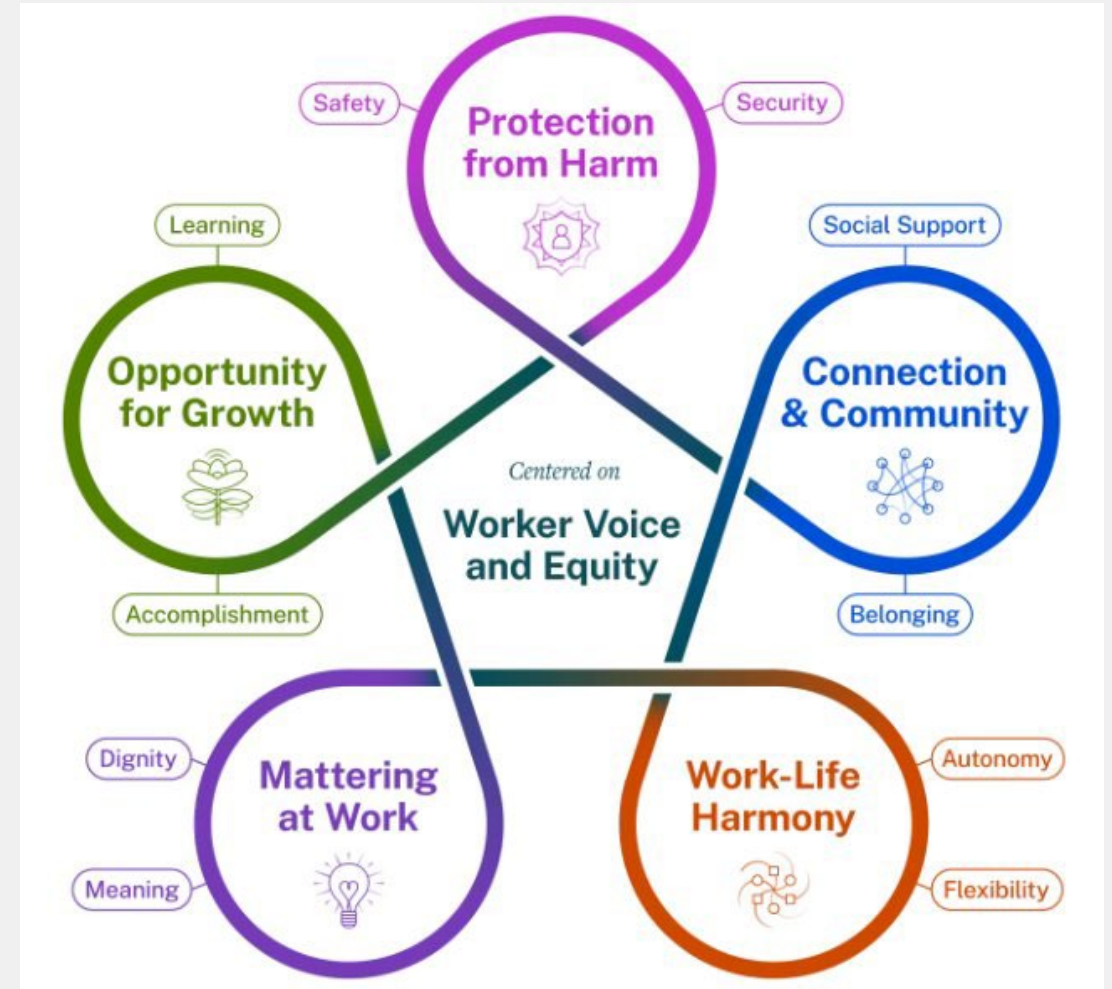 Safety
Protection
from Harm
Security
Learning
Opportunity
for Growth
Accomplishment
Social Support
Connection
& Community
Belonging
Centered on
Worker Voice
and Equity
Dignity
Mattering
at Work
Meaning
Work-Life
Harmony
Autonomy
Flexibility